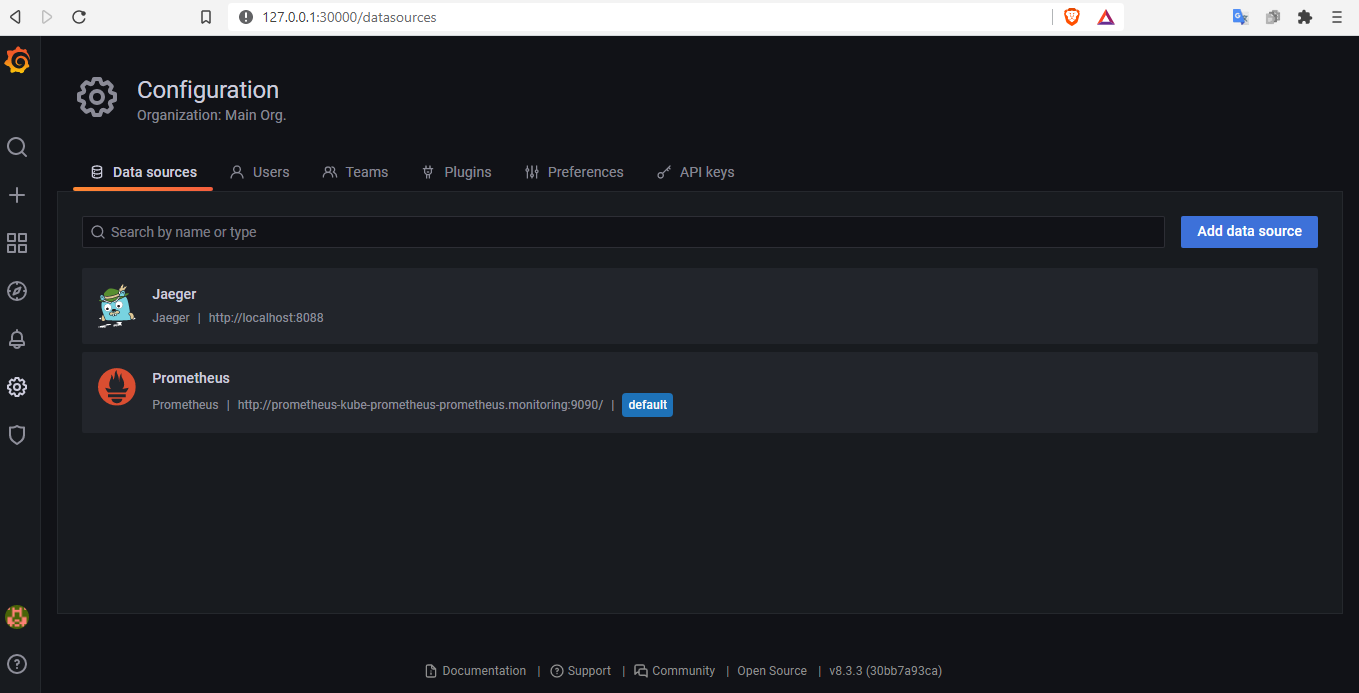 127.0.0.1:30000/datasources
Configuration
Organization: Main Org.
Data sources Users Teams Plugins Preferences API keys
Search by name or type Add data source
Jaeger
Jaeger | http://localhost:8088
Prometheus
Prometheus | http://prometheus-kube-prometheus-prometheus.monitoring:9090/ | default
Documentation | Support | Community | Open Source | v8.3.3 (30bb7a93ca)